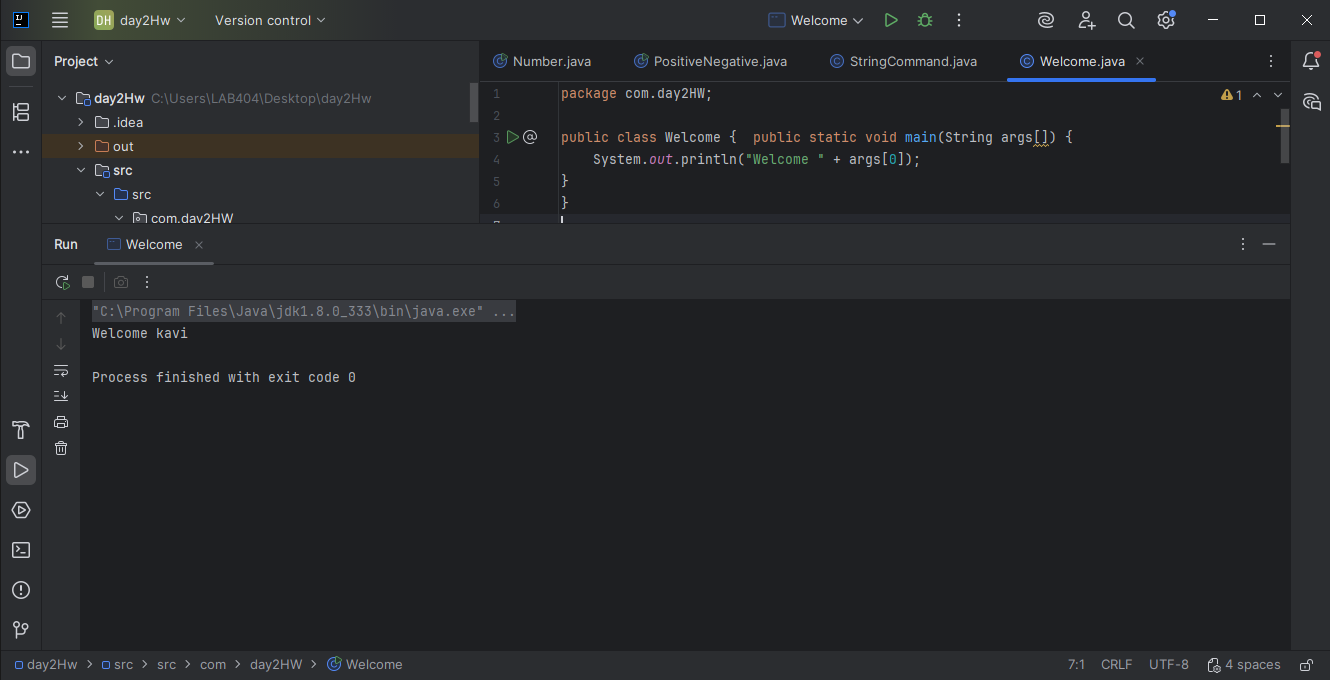 DH day2Hw Version control Welcome
Project
Number.java PositiveNegative.java StringCommand.java Welcome.java
day2Hw C:\Users\LAB404\Desktop\day2Hw
.idea
out
src
src
com.day2HW
1 package com.day2HW;
2
3 public class Welcome {  public static void main(String args[]) {
4     System.out.println("Welcome " + args[0]);
5 }
6 }
7
1
Run Welcome
"C:\Program Files\Java\jdk1.8.0_333\bin\java.exe" ...
Welcome kavi
Process finished with exit code 0
day2Hw > src > src > com > day2HW > Welcome 7:1 CRLF UTF-8 4 spaces